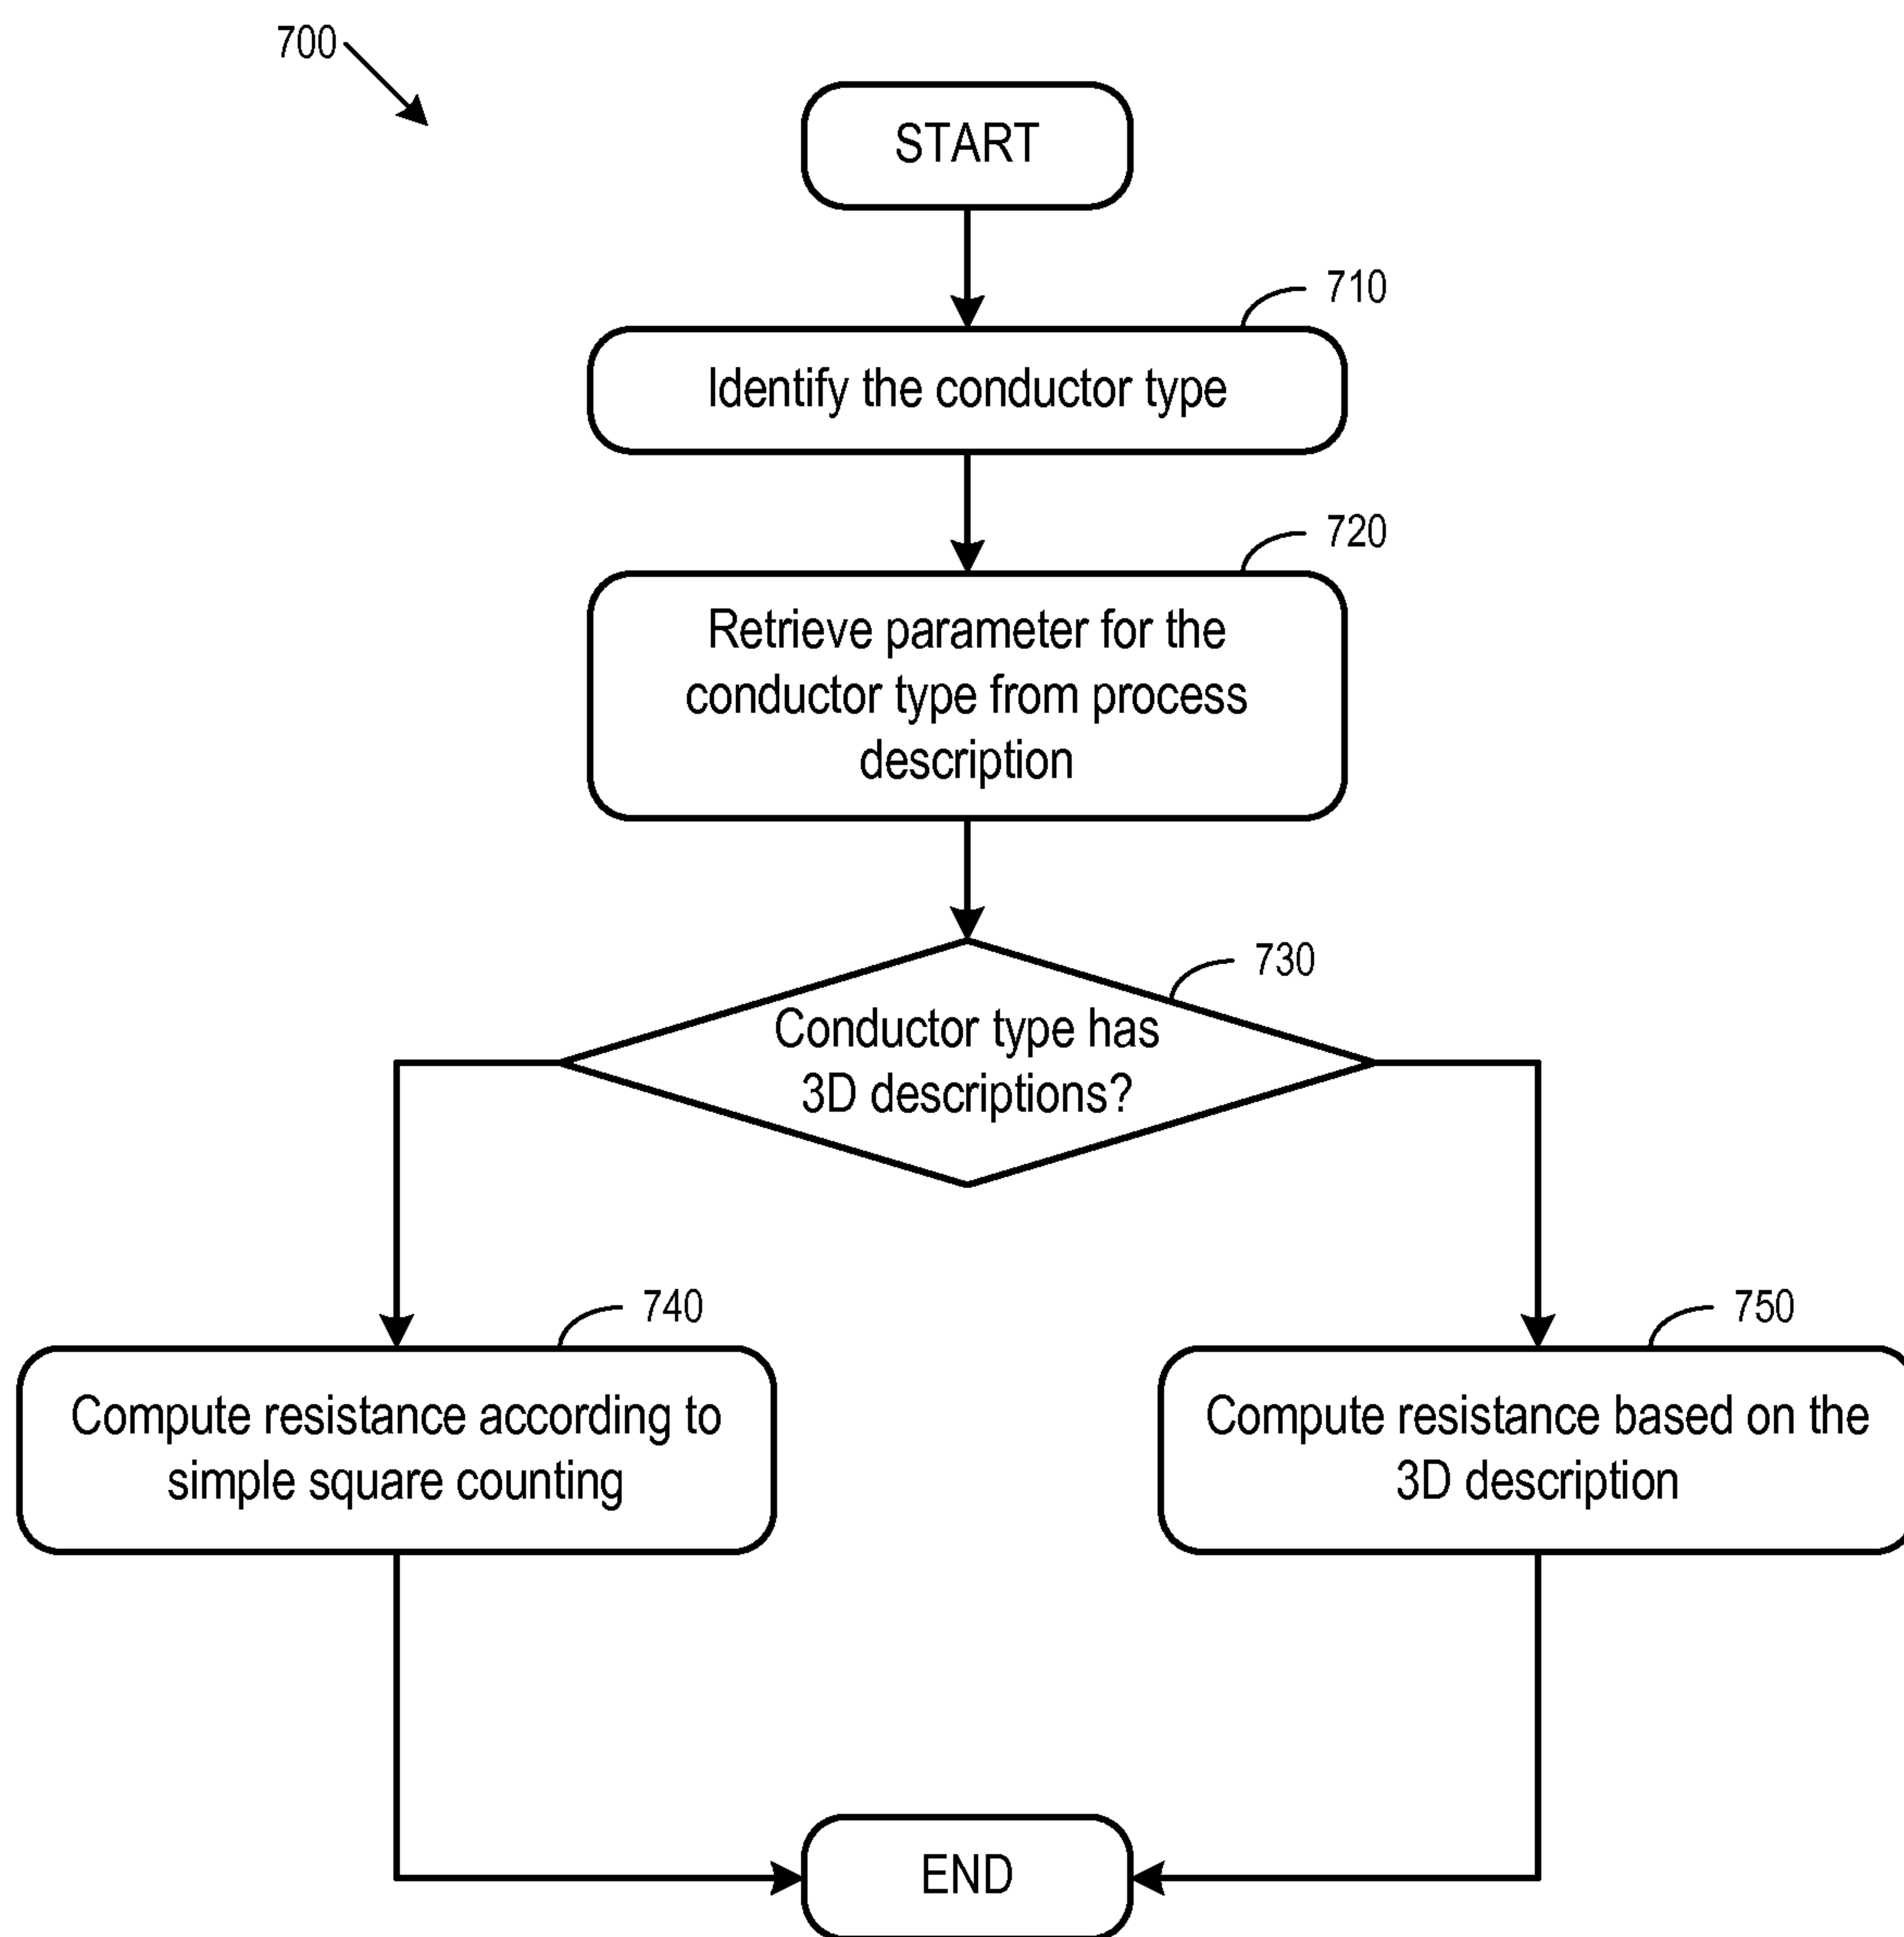 700
START
710
Identify the conductor type
720
Retrieve parameter for the
conductor type from process
description
730
Conductor type has
3D descriptions?
740
Compute resistance according to
simple square counting
750
Compute resistance based on the
3D description
END